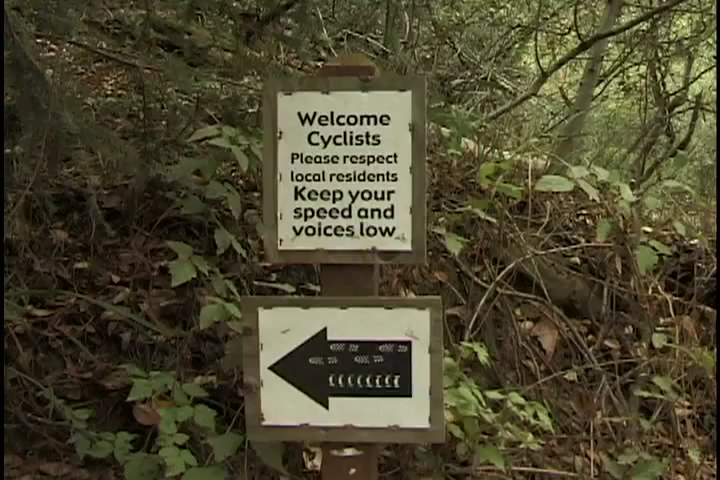 Welcome
Cyclists
Please respect
local residents
Keep your
speed and
voices low